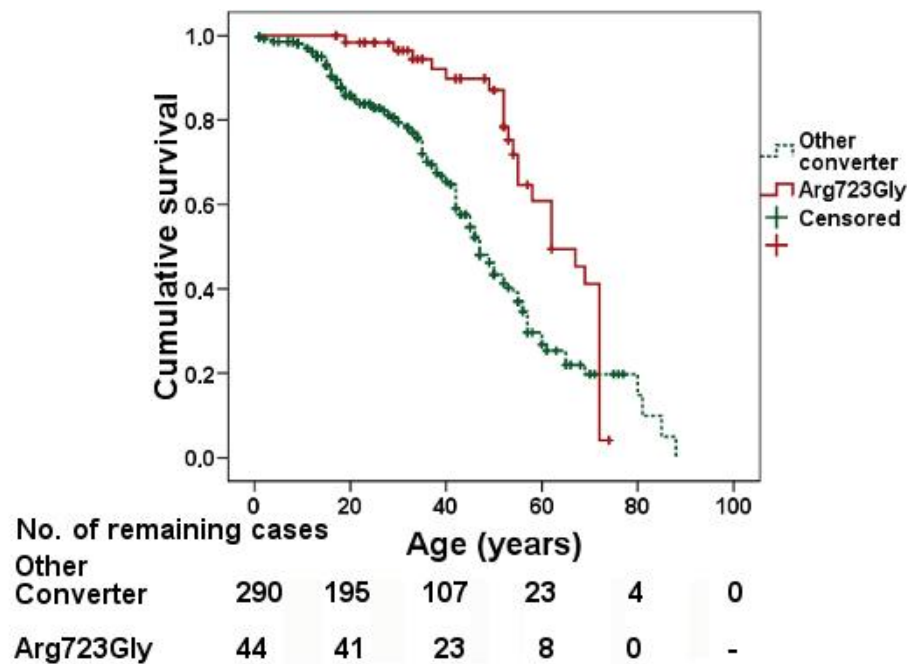 Cumulative survival
1.0
0.8
0.6
0.4
0.2
0.0
0 20 40 60 80 100
Age (years)
Other
converter
Arg723Gly
Censored
No. of remaining cases
Other
Converter 290 195 107 23 4 0
Arg723Gly 44 41 23 8 0 -